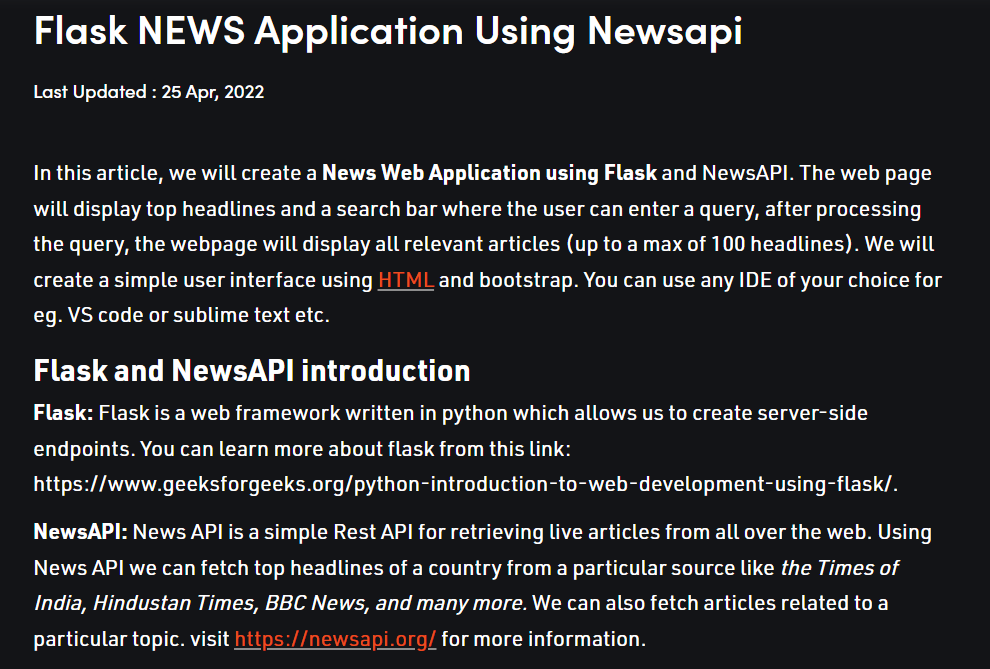 Flask NEWS Application Using Newsapi
Last Updated : 25 Apr, 2022
In this article, we will create a News Web Application using Flask and NewsAPI. The web page
will display top headlines and a search bar where the user can enter a query, after processing
the query, the webpage will display all relevant articles (up to a max of 100 headlines). We will
create a simple user interface using HTML and bootstrap. You can use any IDE of your choice for
eg. VS code or sublime text etc.
Flask and NewsAPI introduction
Flask: Flask is a web framework written in python which allows us to create server-side
endpoints. You can learn more about flask from this link:
https://www.geeksforgeeks.org/python-introduction-to-web-development-using-flask/.
NewsAPI: News API is a simple Rest API for retrieving live articles from all over the web. Using
News API we can fetch top headlines of a country from a particular source like the Times of
India, Hindustan Times, BBC News, and many more. We can also fetch articles related to a
particular topic. visit https://newsapi.org/ for more information.